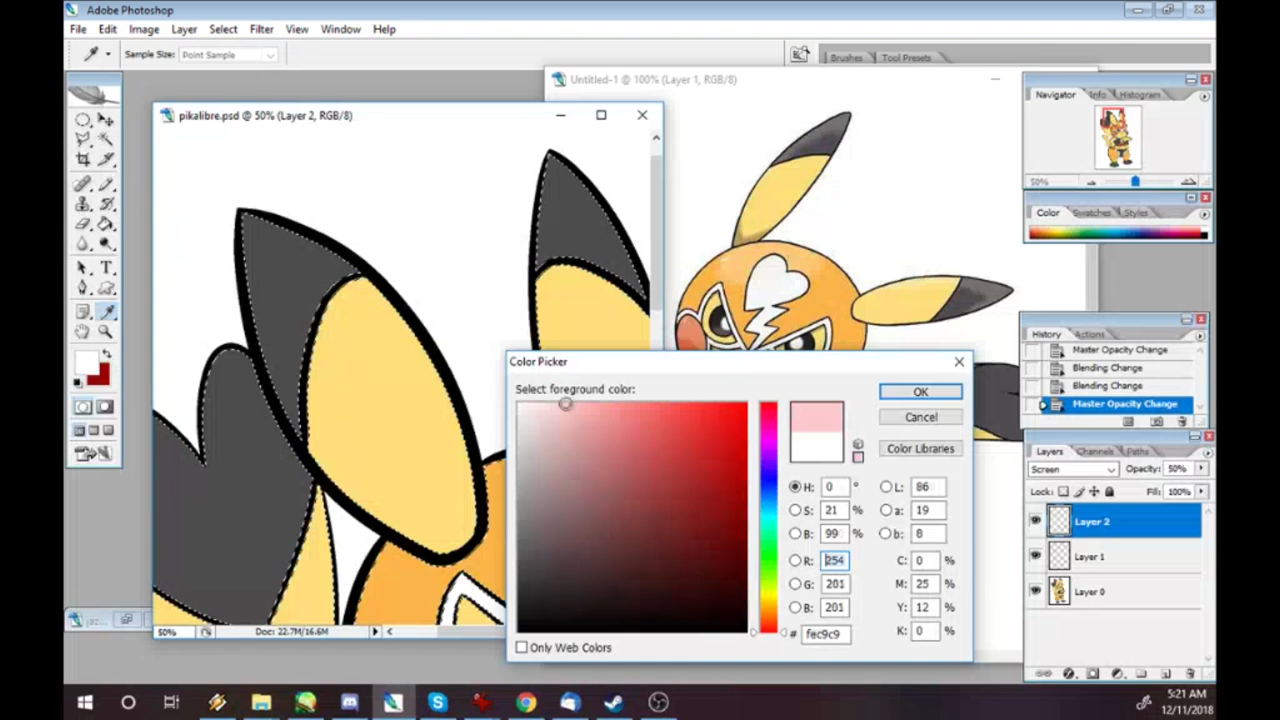 Adobe Photoshop
File Edit Image Layer Select Filter View Window Help
Sample Size: Point Sample
Brushes Tool Presets
Untitled-1 @ 100% (Layer 1, RGB/8)
pikalibre.psd @ 50% (Layer 2, RGB/8)
Navigator Info Histogram
50%
Color Swatches Styles
History Actions
Master Opacity Change
Blending Change
Blending Change
Master Opacity Change
Color Picker
Select foreground color:
OK
Cancel
Color Libraries
H: 0 ° L: 86
S: 21 % a: 19
B: 99 % b: 8
R: 254 C: 0 %
G: 201 M: 25 %
B: 201 Y: 12 %
# fec9c9 K: 0 %
Only Web Colors
Layers Channels Paths
Screen Opacity: 50%
Lock: Fill: 100%
Layer 2
Layer 1
Layer 0
50% Doc: 22.7M/16.6M
5:21 AM
12/11/2018